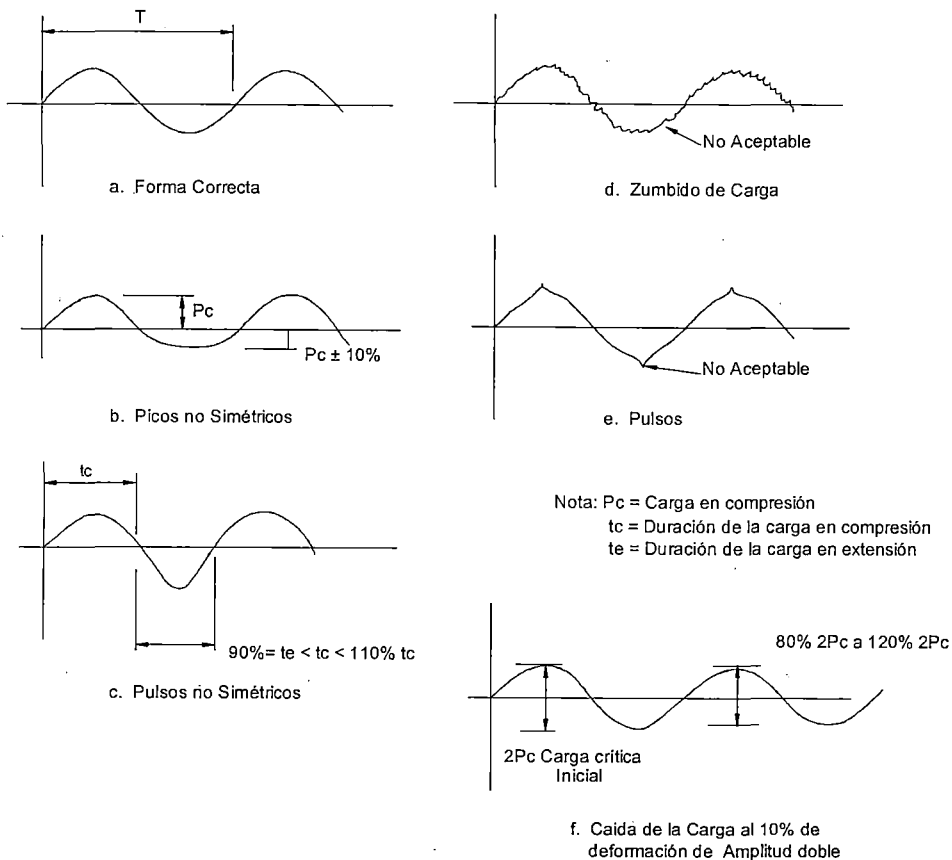 T
a. Forma Correcta
No Aceptable
d. Zumbido de Carga
Pc
Pc ± 10%
b. Picos no Simétricos
No Aceptable
e. Pulsos
tc
90%= te < tc < 110% tc
c. Pulsos no Simétricos
Nota: Pc = Carga en compresión
tc = Duración de la carga en compresión
te = Duración de la carga en extensión
80% 2Pc a 120% 2Pc
2Pc Carga critica
Inicial
f. Caida de la Carga al 10% de
deformación de Amplitud doble